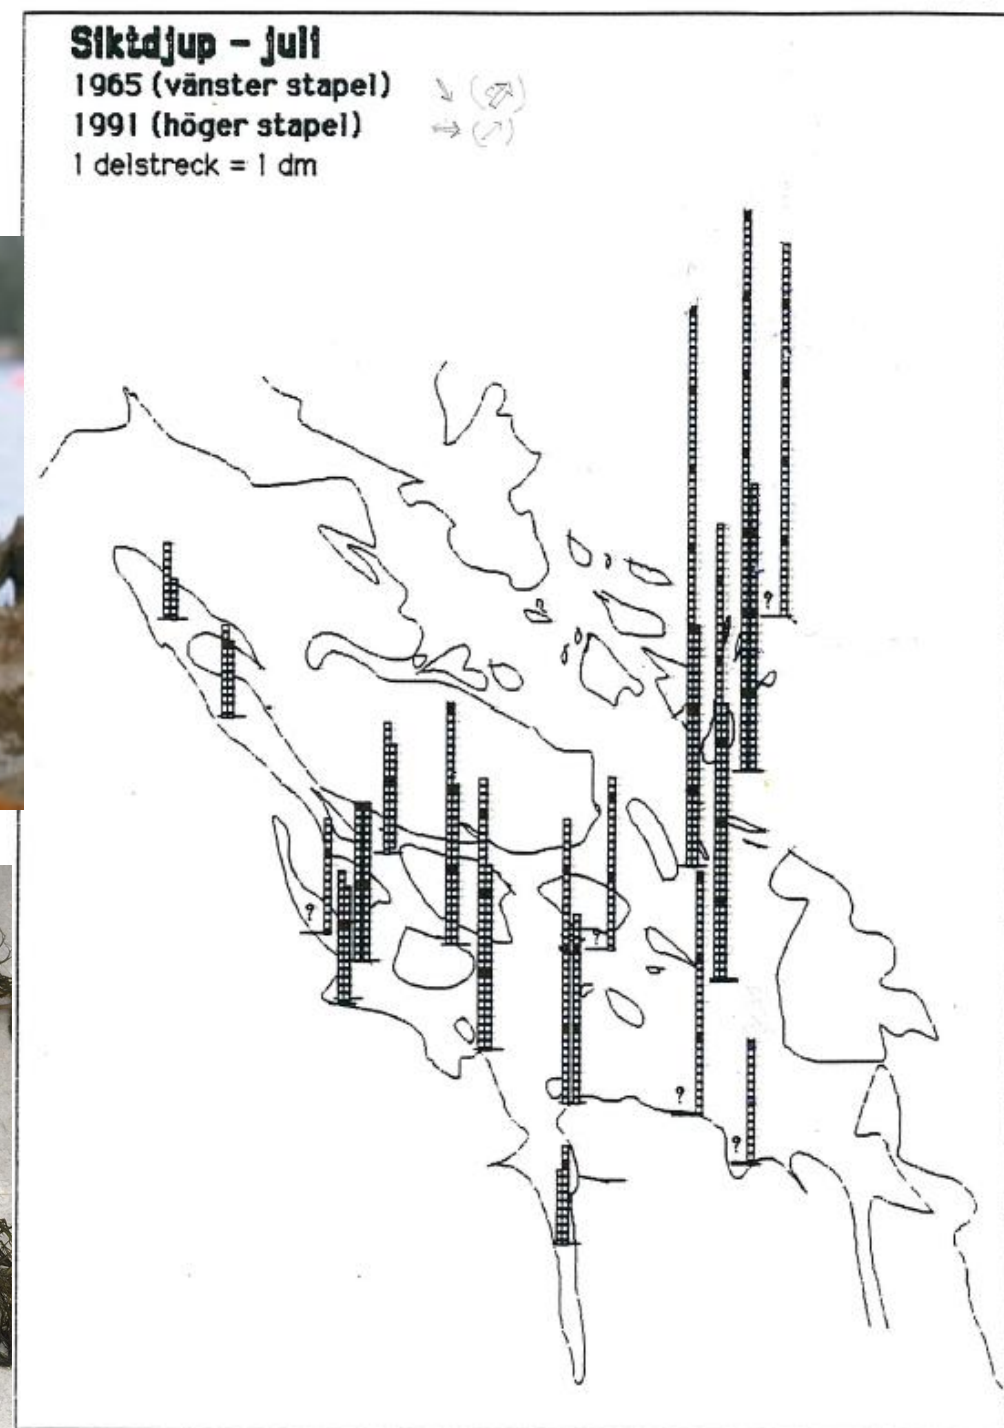 Siktdjup - juli
1965 (vänster stapel)
1991 (höger stapel)
1 delstreck = 1 dm
?
?
?
?
?